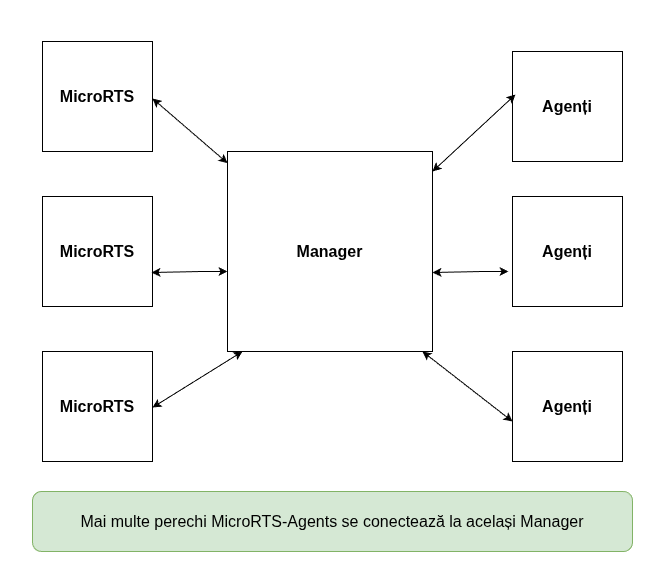 MicroRTS
Agenți
MicroRTS
Manager
Agenți
MicroRTS
Agenți
Mai multe perechi MicroRTS-Agents se conectează la același Manager